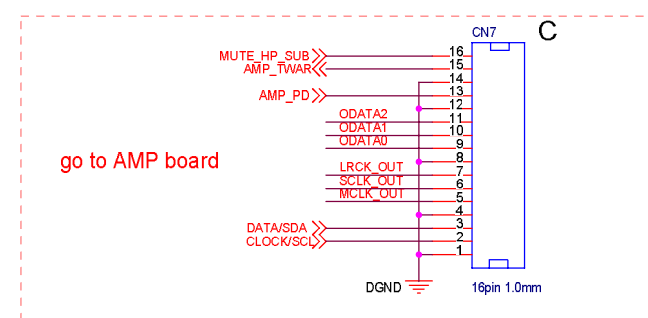 CN7
C
MUTE_HP_SUB
16
AMP_TWAR
15
14
AMP_PD
13
12
ODATA2
11
ODATA1
10
ODATA0
9
go to AMP board
8
LRCK_OUT
7
SCLK_OUT
6
MCLK_OUT
5
4
DATA/SDA
3
CLOCK/SCL
2
1
DGND
16pin 1.0mm